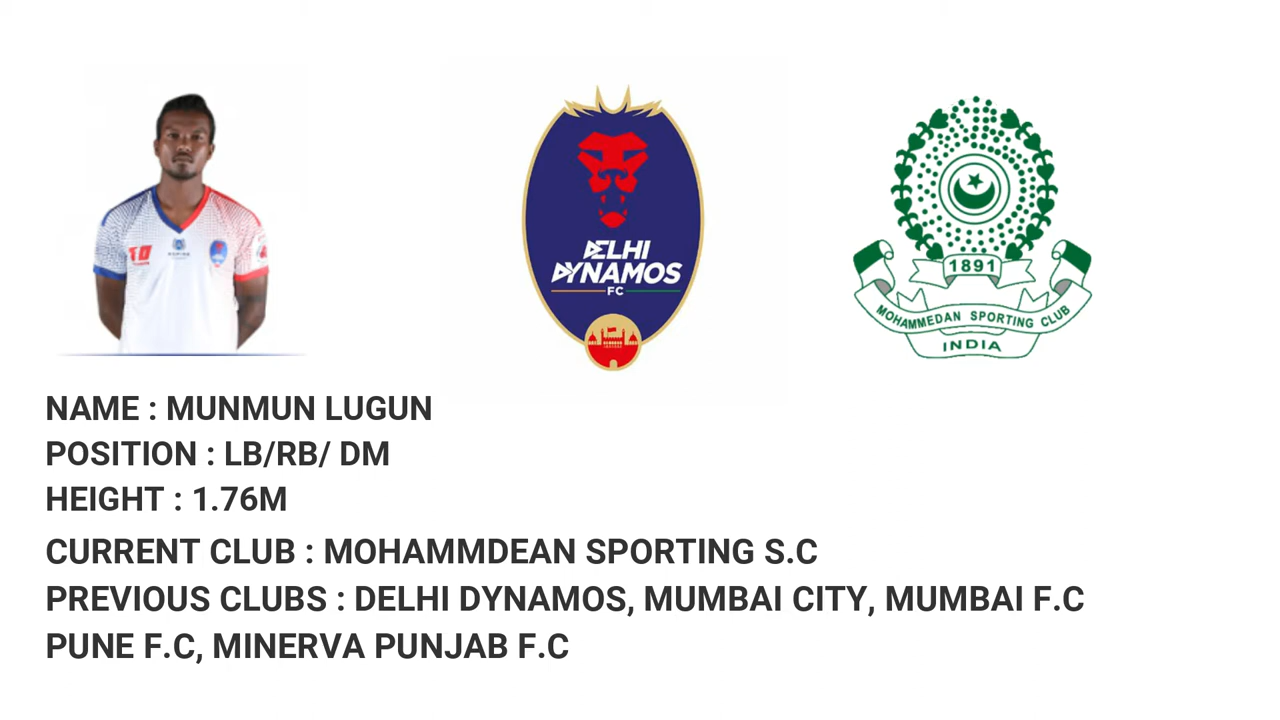 DELHI
DYNAMOS
FC
1891
MOHAMMEDAN SPORTING CLUB
INDIA
NAME : MUNMUN LUGUN
POSITION : LB/RB/ DM
HEIGHT : 1.76M
CURRENT CLUB : MOHAMMDEAN SPORTING S.C
PREVIOUS CLUBS : DELHI DYNAMOS, MUMBAI CITY, MUMBAI F.C
PUNE F.C, MINERVA PUNJAB F.C